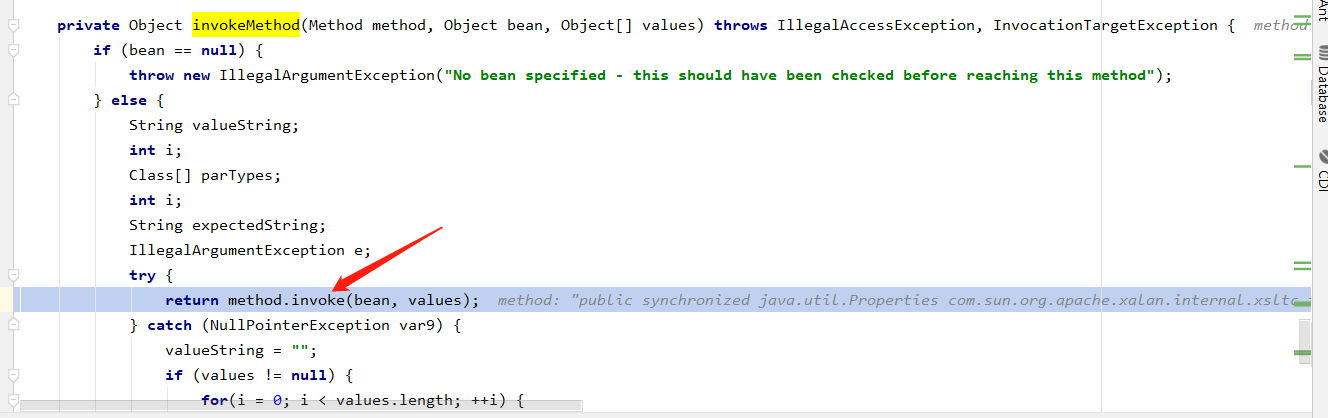 private Object invokeMethod(Method method, Object bean, Object[] values) throws IllegalAccessException, InvocationTargetException {  method
if (bean == null) {
throw new IllegalArgumentException("No bean specified - this should have been checked before reaching this method");
} else {
String valueString;
int i;
Class[] parTypes;
int i;
String expectedString;
IllegalArgumentException e;
try {
return method.invoke(bean, values);  method: "public synchronized java.util.Properties com.sun.org.apache.xalan.internal.xsltc
} catch (NullPointerException var9) {
valueString = "";
if (values != null) {
for(i = 0; i < values.length; ++i) {
Ant
Database
CDI